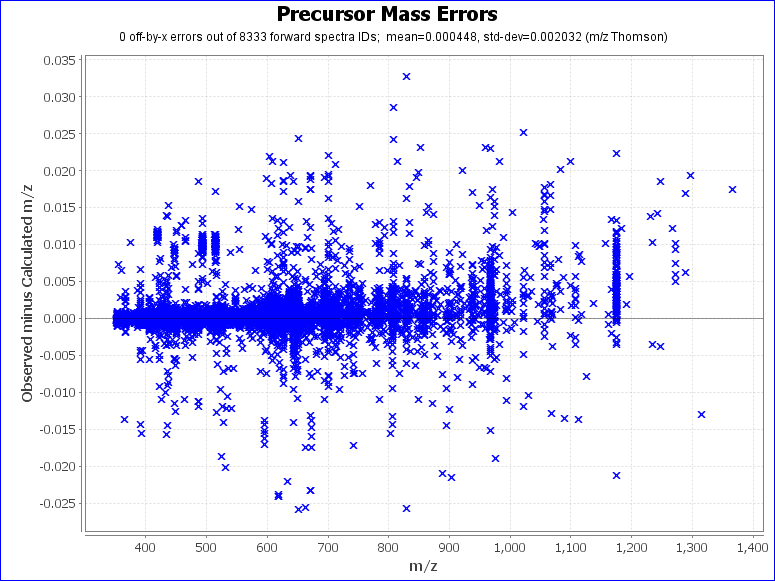 Precursor Mass Errors
0 off-by-x errors out of 8333 forward spectra IDs; mean=0.000448, std-dev=0.002032 (m/z Thomson)
Observed minus Calculated m/z
0.035
0.030
0.025
0.020
0.015
0.010
0.005
0.000
-0.005
-0.010
-0.015
-0.020
-0.025
400 500 600 700 800 900 1,000 1,100 1,200 1,300 1,400
m/z